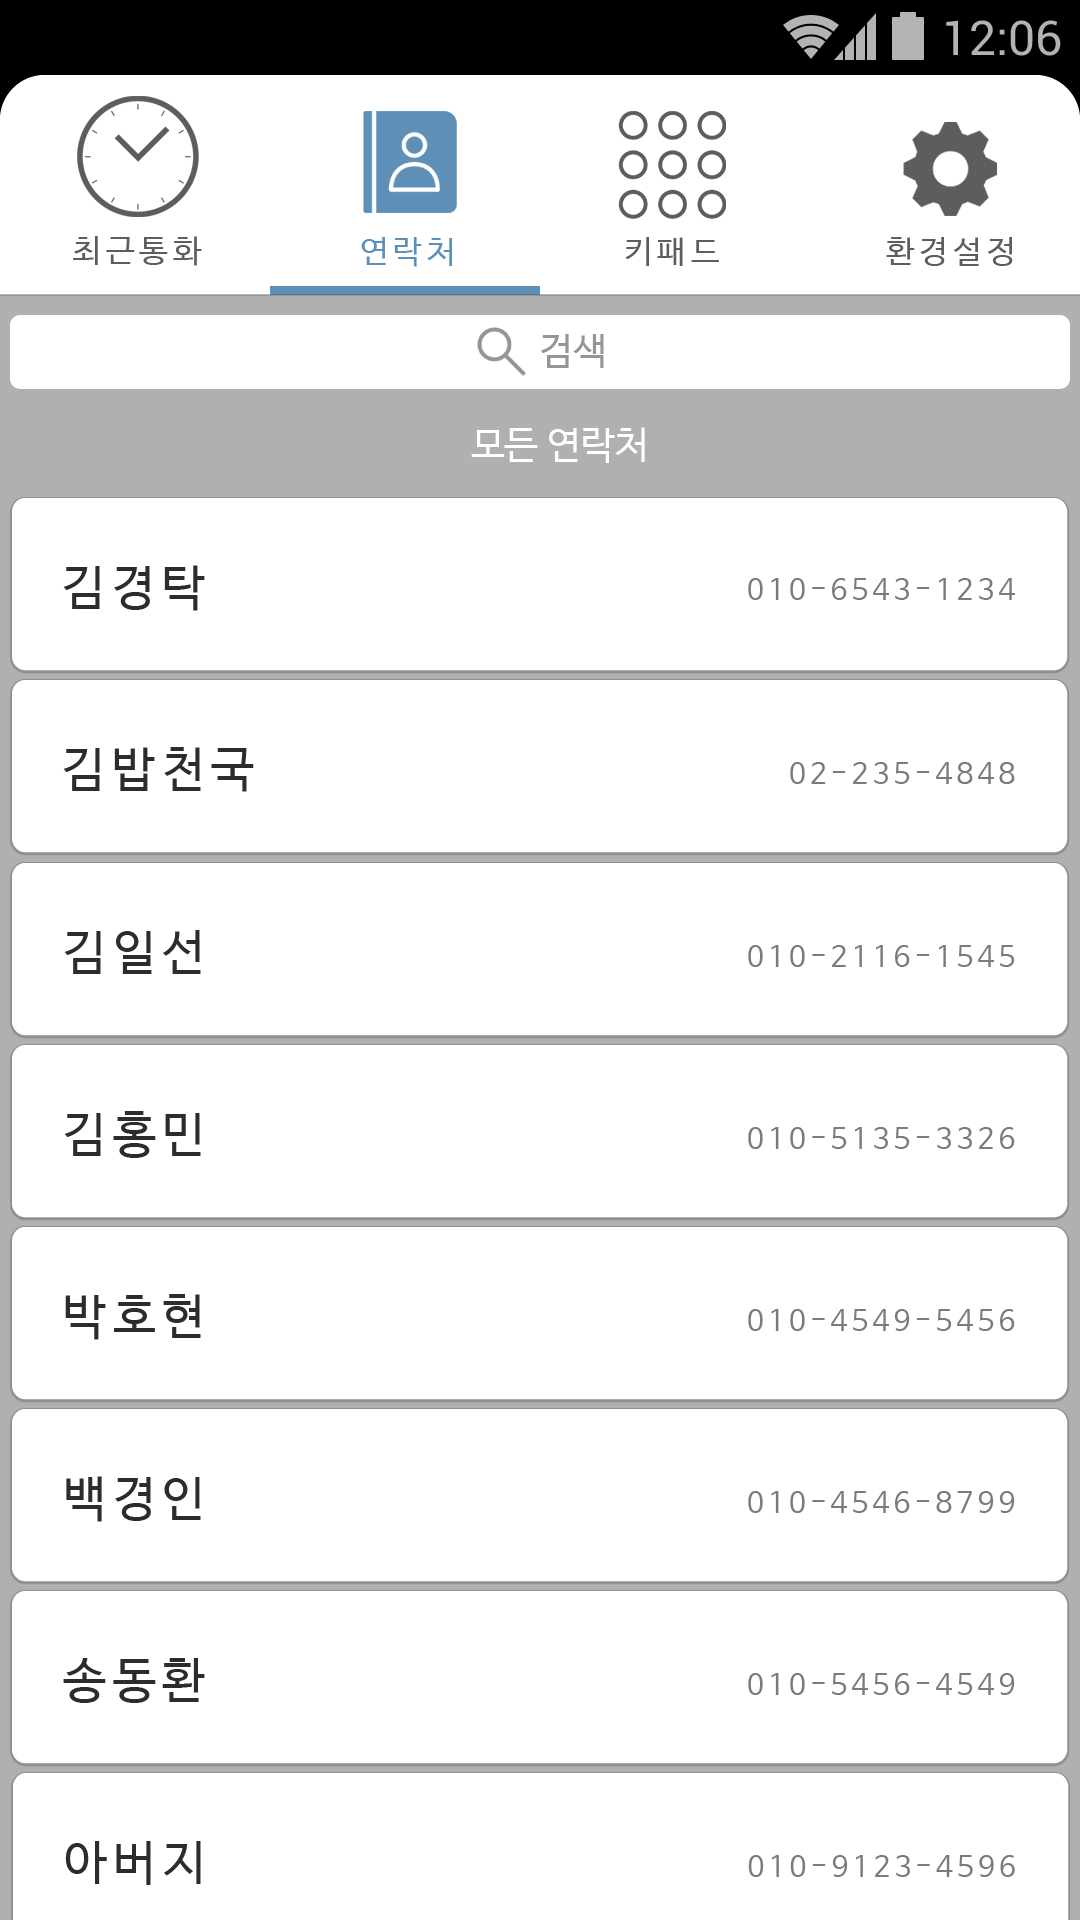 12:06
최근통화 연락처 키패드 환경설정
검색
모든 연락처
김경탁 010-6543-1234
김밥천국 02-235-4848
김일선 010-2116-1545
김홍민 010-5135-3326
박호현 010-4549-5456
백경인 010-4546-8799
송동환 010-5456-4549
아버지 010-9123-4596